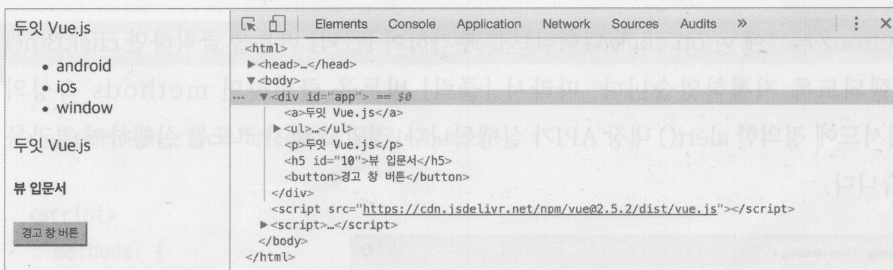 두잇 Vue.js
• android
• ios
• window
두잇 Vue.js
뷰 입문서
경고 창 버튼
Elements Console Application Network Sources Audits » ⋮ ×
<html>
▶<head>…</head>
▼<body>
··· ▼<div id="app"> == $0
<a>두잇 Vue.js</a>
▶<ul>…</ul>
<p>두잇 Vue.js</p>
<h5 id="10">뷰 입문서</h5>
<button>경고 창 버튼</button>
</div>
<script src="https://cdn.jsdelivr.net/npm/vue@2.5.2/dist/vue.js"></script>
▶<script>…</script>
</body>
</html>